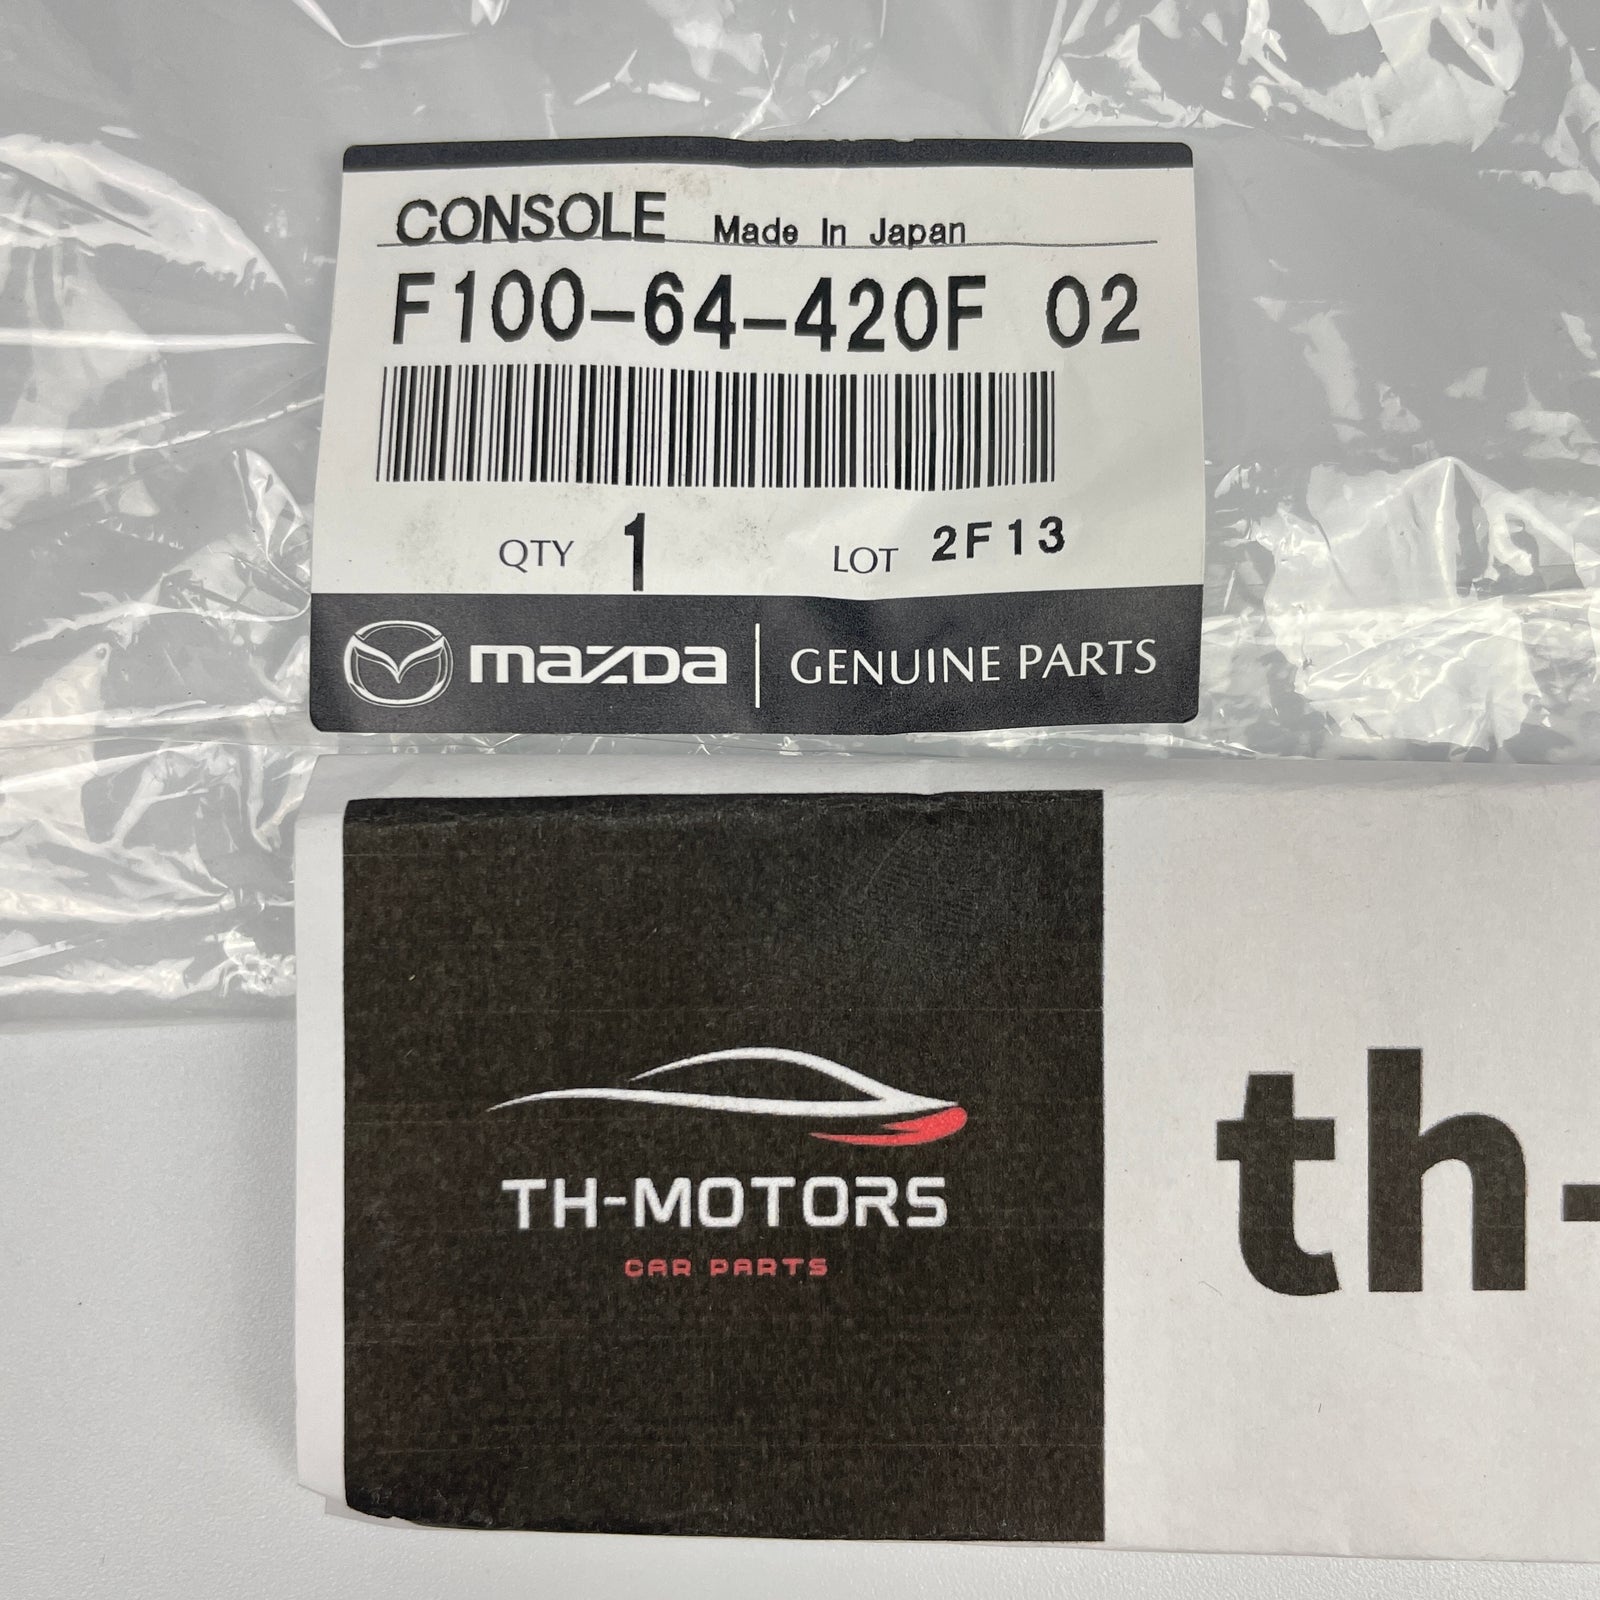 CONSOLE Made In Japan
F100-64-420F 02
QTY 1 LOT 2F13
mazda GENUINE PARTS
TH-MOTORS
CAR PARTS
th-